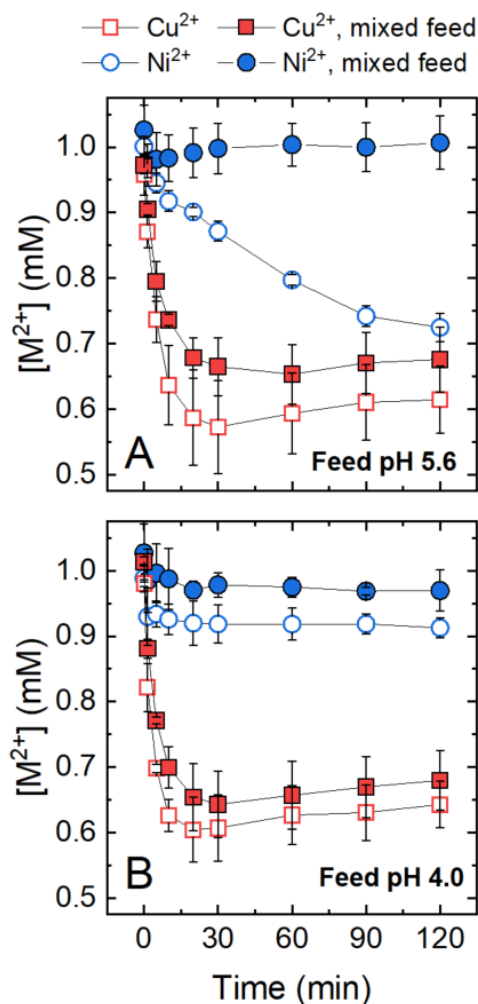 Cu²⁺ Cu²⁺, mixed feed
Ni²⁺ Ni²⁺, mixed feed
1.0
0.9
0.8
0.7
0.6
0.5
[M²⁺] (mM)
A
Feed pH 5.6
1.0
0.9
0.8
0.7
0.6
0.5
[M²⁺] (mM)
B
Feed pH 4.0
0 30 60 90 120
Time (min)